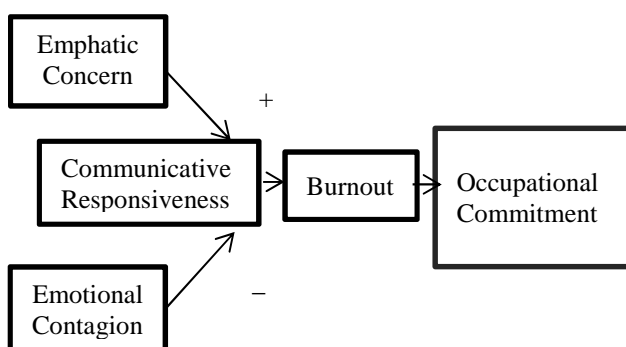 Emphatic
Concern
+
Communicative
Responsiveness
Burnout
Occupational
Commitment
Emotional
Contagion
−